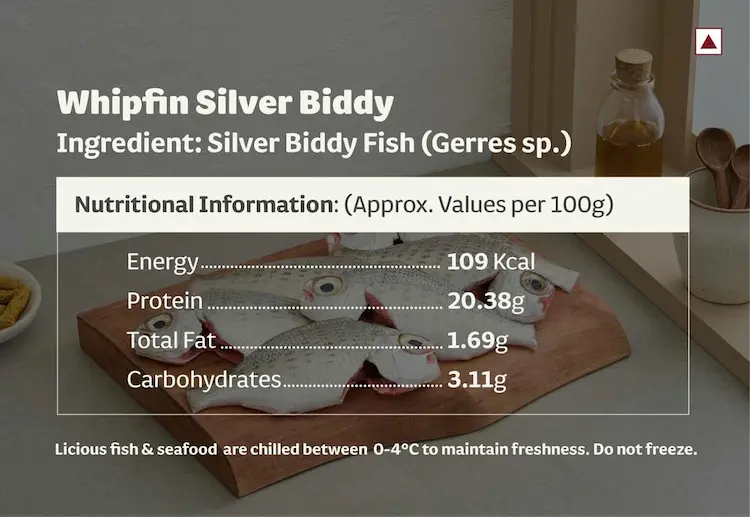 Whipfin Silver Biddy
Ingredient: Silver Biddy Fish (Gerres sp.)
Nutritional Information: (Approx. Values per 100g)
Energy........................................ 109 Kcal
Protein........................................ 20.38g
Total Fat..................................... 1.69g
Carbohydrates........................... 3.11g
Licious fish & seafood are chilled between 0-4°C to maintain freshness. Do not freeze.